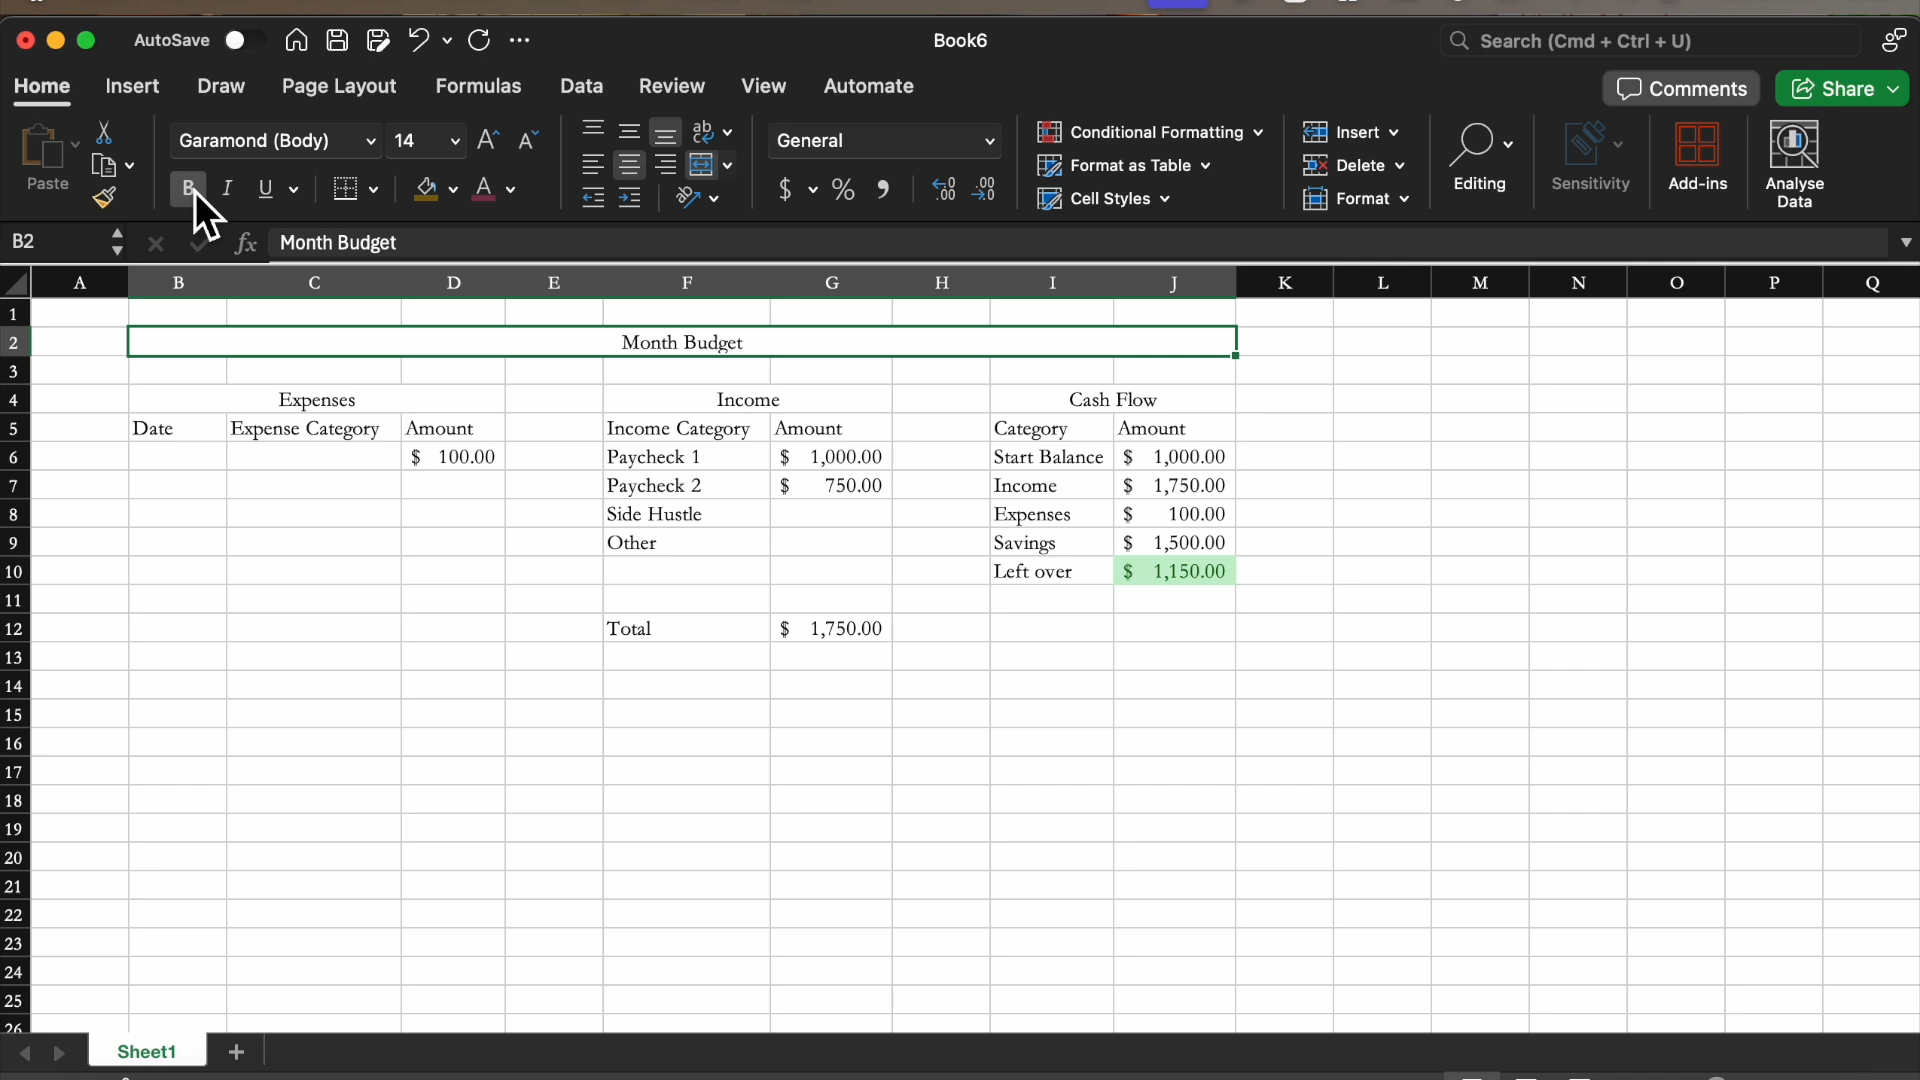 AutoSave
Book6
Search (Cmd + Ctrl + U)
Home Insert Draw Page Layout Formulas Data Review View Automate
Comments Share
Paste
Garamond (Body) 14
B I U A
ab
General
$ % 9
Conditional Formatting
Format as Table
Cell Styles
Insert
Delete
Format
Editing
Sensitivity
Add-ins
Analyse Data
B2 fx Month Budget
A B C D E F G H I J K L M N O P Q
1
2 Month Budget
3
4 Expenses Income Cash Flow
5 Date Expense Category Amount Income Category Amount Category Amount
6 $ 100.00 Paycheck 1 $ 1,000.00 Start Balance $ 1,000.00
7 Paycheck 2 $ 750.00 Income $ 1,750.00
8 Side Hustle Expenses $ 100.00
9 Other Savings $ 1,500.00
10 Left over $ 1,150.00
11
12 Total $ 1,750.00
13
14
15
16
17
18
19
20
21
22
23
24
25
26
Sheet1 +